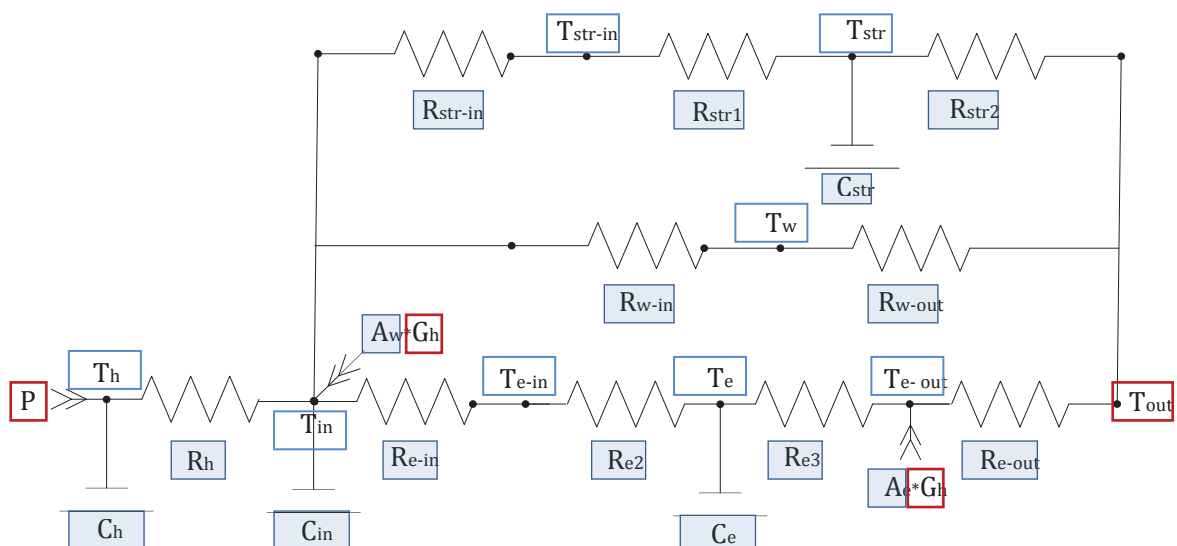 Tstr-in
Tstr
Rstr-in
Rstr1
Rstr2
Cstr
Tw
Rw-in
Rw-out
Aw*Gh
P
Th
Te-in
Te
Te- out
Tout
Tin
Rh
Re-in
Re2
Re3
Re-out
Ae*Gh
Ch
Cin
Ce